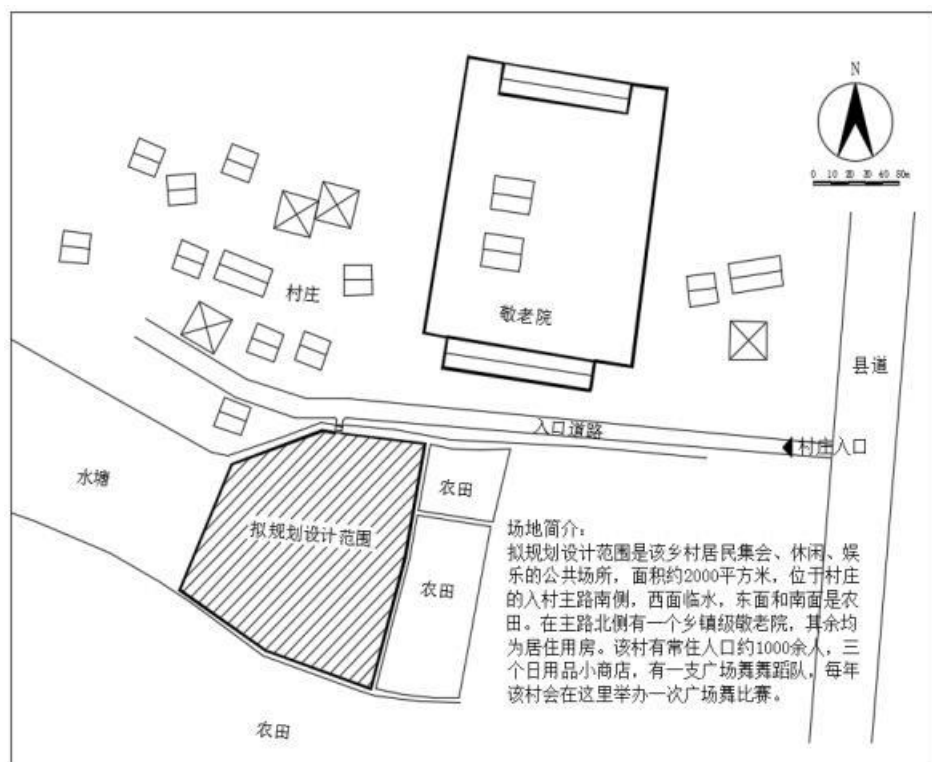 N
0 10 20 30 40 80m
村庄
敬老院
县道
入口道路
村庄入口
水塘
农田
拟规划设计范围
农田
农田
场地简介：
拟规划设计范围是该乡村居民集会、休闲、娱
乐的公共场所，面积约2000平方米，位于村庄
的入村主路南侧，西面临水，东面和南面是农
田。在主路北侧有一个乡镇级敬老院，其余均
为居住用房。该村有常住人口约1000余人，三
个日用品小商店，有一支广场舞舞蹈队，每年
该村会在这里举办一次广场舞比赛。